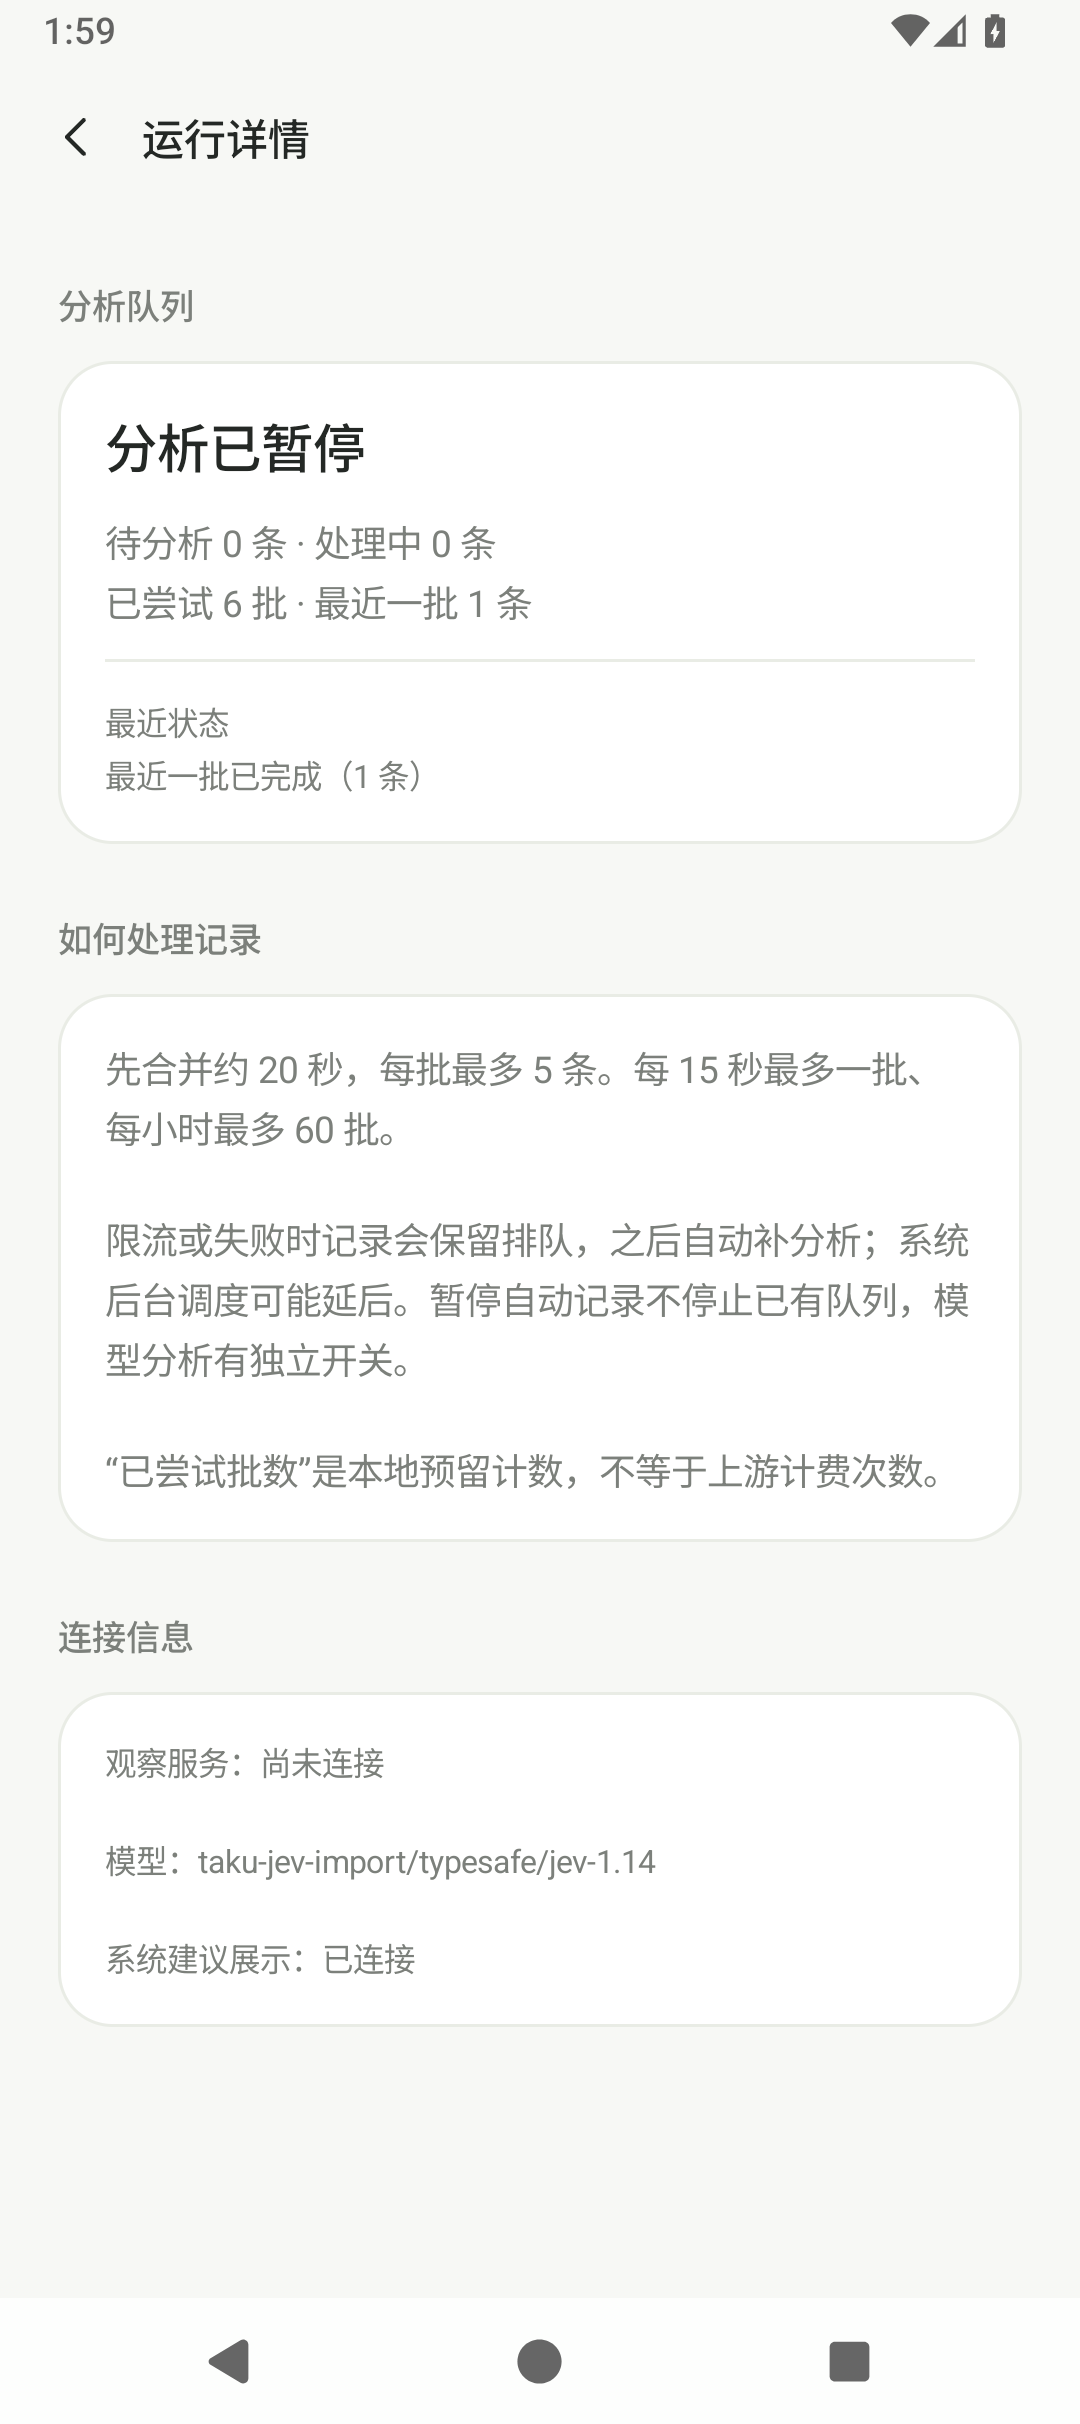 1:59
运行详情
分析队列
分析已暂停
待分析 0 条 · 处理中 0 条
已尝试 6 批 · 最近一批 1 条
最近状态
最近一批已完成（1 条）
如何处理记录
先合并约 20 秒，每批最多 5 条。每 15 秒最多一批、
每小时最多 60 批。
限流或失败时记录会保留排队，之后自动补分析；系统
后台调度可能延后。暂停自动记录不停止已有队列，模
型分析有独立开关。
“已尝试批数”是本地预留计数，不等于上游计费次数。
连接信息
观察服务：尚未连接
模型：taku-jev-import/typesafe/jev-1.14
系统建议展示：已连接